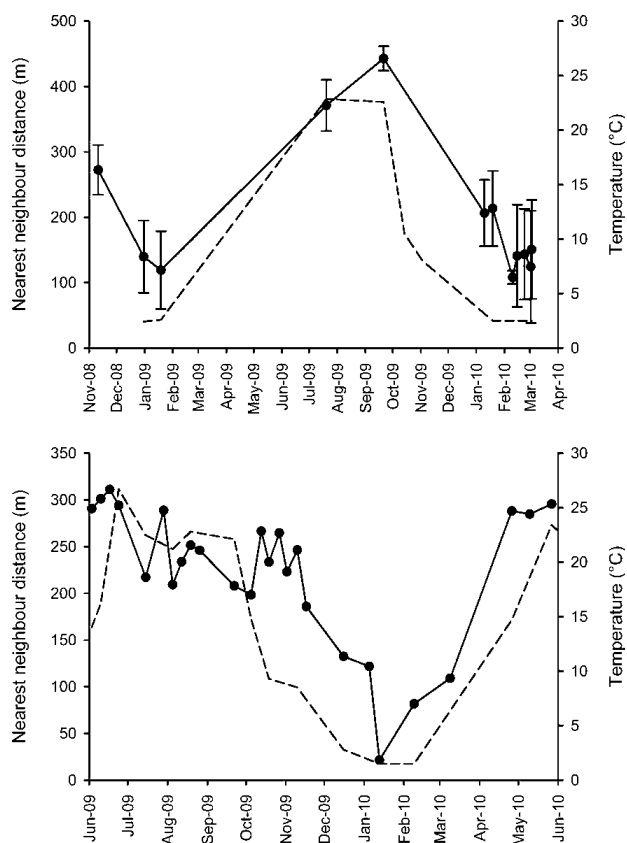 500
400
300
200
100
0
Nearest neighbour distance (m)
30
25
20
15
10
5
0
Temperature (°C)
Nov-08
Dec-08
Jan-09
Feb-09
Mar-09
Apr-09
May-09
Jun-09
Jul-09
Aug-09
Sep-09
Oct-09
Nov-09
Dec-09
Jan-10
Feb-10
Mar-10
Apr-10
350
300
250
200
150
100
50
0
Nearest neighbour distance (m)
30
25
20
15
10
5
0
Temperature (°C)
Jun-09
Jul-09
Aug-09
Sep-09
Oct-09
Nov-09
Dec-09
Jan-10
Feb-10
Mar-10
Apr-10
May-10
Jun-10